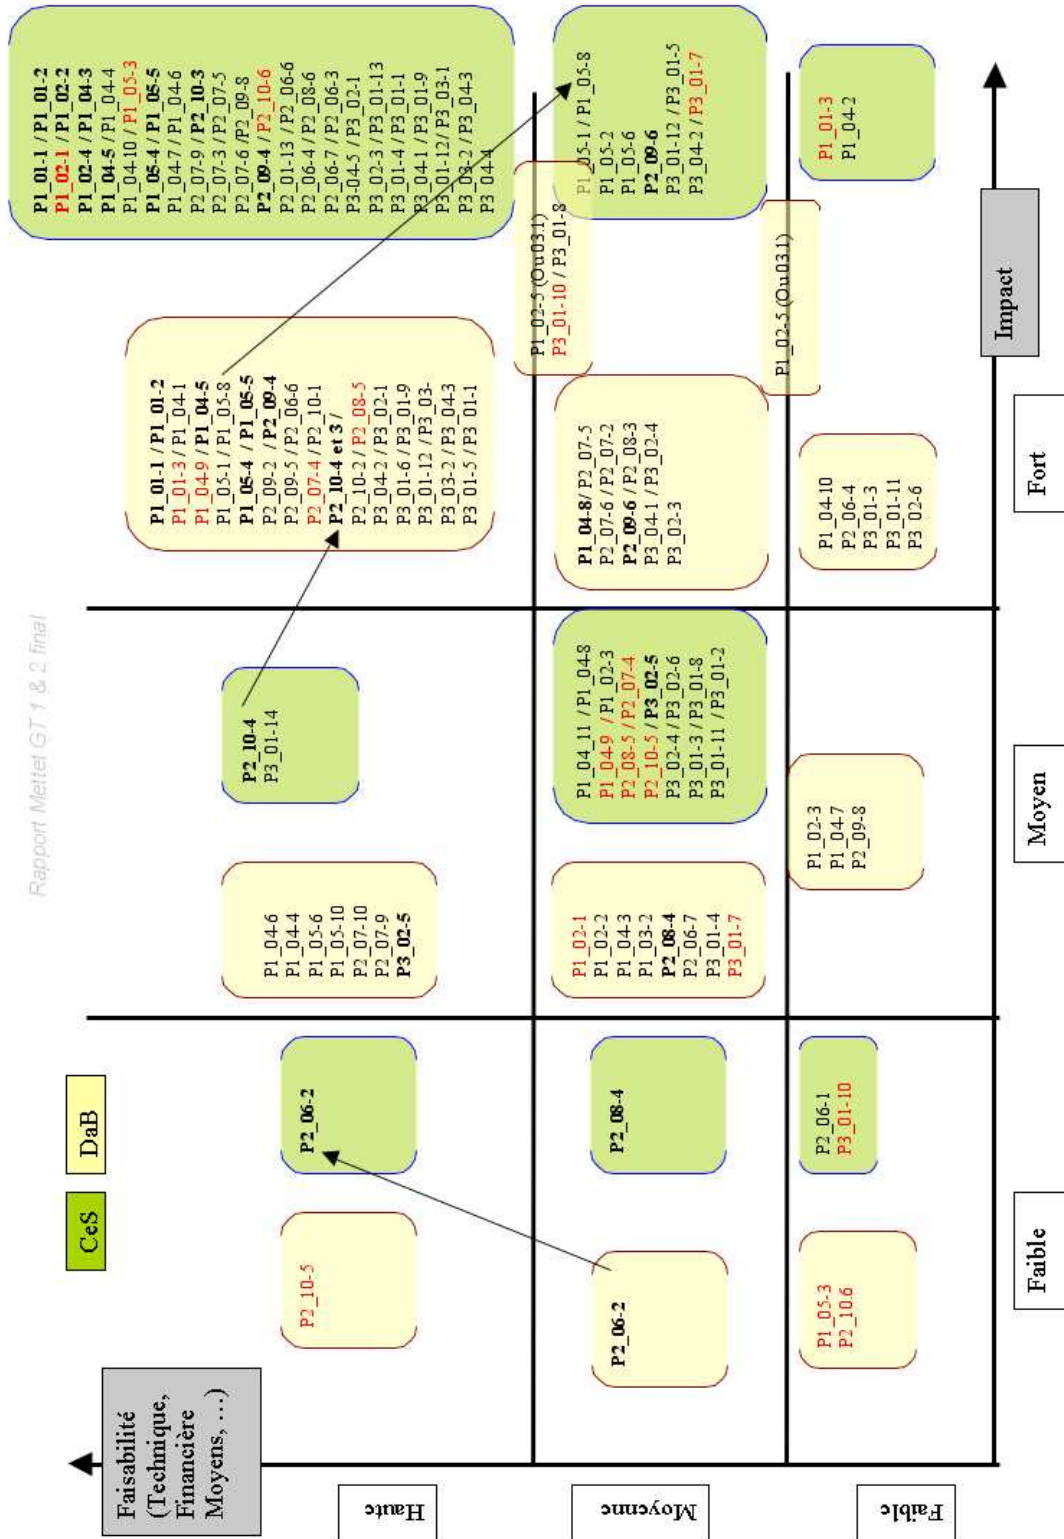 Rapport Mettet GT 1 & 2 final
CeS
DaB
Faisabilité
(Technique,
Financière
Moyens, …)
Haute
Moyenne
Faible
P2_10-5
P2_06-2
P1_04-6
P1_04-4
P1_05-6
P1_05-10
P2_07-10
P2_07-9
P3_02-5
P2_10-4
P3_01-14
P1_01-1 / P1_01-2
P1_01-3 / P1_04-1
P1_04-9 / P1_04-5
P1_05-1 / P1_05-8
P1_05-4 / P1_05-5
P2_09-2 / P2_09-4
P2_09-5 / P2_06-6
P2_07-4 / P2_10-1
P2_10-4 et 3 /
P2_10-2 / P2_08-5
P3_04-2 / P3_02-1
P3_01-6 / P3_01-9
P3_01-12 / P3_03-
P3_03-2 / P3_04-3
P3_01-5 / P3_01-1
P1_01-1 / P1_01-2
P1_02-1 / P1_02-2
P1_02-4 / P1_04-3
P1_04-5 / P1_04-4
P1_04-10 / P1_05-3
P1_05-4 / P1_05-5
P1_04-7 / P1_04-6
P2_07-9 / P2_10-3
P2_07-3 / P2_07-5
P2_07-6 /P2_09-8
P2_09-4 / P2_10-6
P2_01-13 / P2_06-6
P2_06-4 / P2_08-6
P2_06-7 / P2_06-3
P3-04-5 / P3_02-1
P3_02-3 / P3_01-13
P3_01-4 / P3_01-1
P3_04-1 / P3_01-9
P3_01-12/ P3_03-1
P3_03-2 / P3_04-3
P3_04-4
P2_06-2
P2_08-4
P1_02-1
P1_02-2
P1_04-3
P1_03-2
P2_08-4
P2_06-7
P3_01-4
P3_01-7
P1_04_11 / P1_04-8
P1_04-9 / P1_02-3
P2_08-5 / P2_07-4
P2_10-5 / P3_02-5
P3_02-4 / P3_02-6
P3_01-3 / P3_01-8
P3_01-11 / P3_01-2
P1_04-8/ P2_07-5
P2_07-6 / P2_07-2
P2_09-6 / P2_08-3
P3_04-1 / P3_02-4
P3_02-3
P1_02-5 (Ou 03.1)
P3_01-10 / P3_01-8
P1_05-1 / P1_05-8
P1_05-2
P1_05-6
P2_09-6
P3_01-12 / P3_01-5
P3_04-2 / P3_01-7
P1_05-3
P2_10.6
P2_06-1
P3_01-10
P1_02-3
P1_04-7
P2_09-8
P1_04-10
P2_06-4
P3_01-3
P3_01-11
P3_02-6
P1_02-5 (Ou 03.1)
P1_01-3
P1_04-2
Faible
Moyen
Fort
Impact